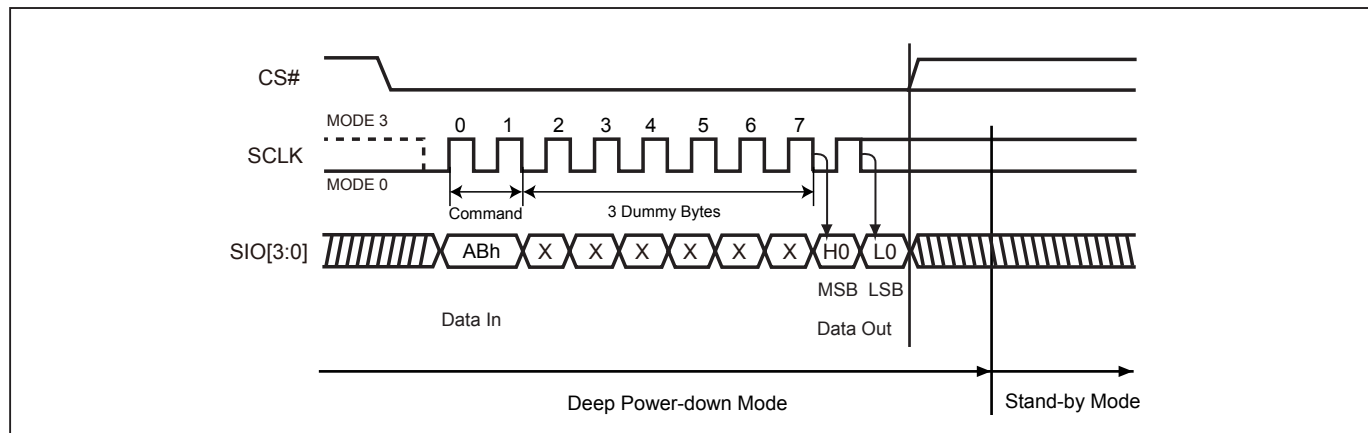 CS#
MODE 3
0 1 2 3 4 5 6 7
SCLK
MODE 0
Command
3 Dummy Bytes
SIO[3:0]
ABh X X X X X X H0 L0
MSB LSB
Data In
Data Out
Deep Power-down Mode
Stand-by Mode